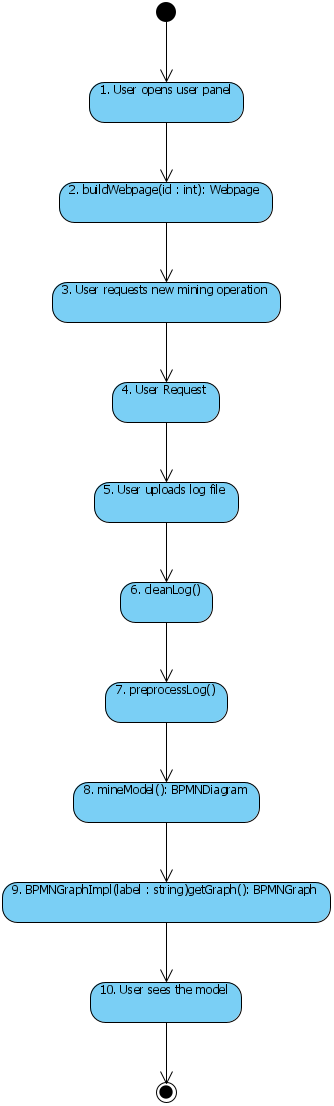 1. User opens user panel
2. buildWebpage(id : int): Webpage
3. User requests new mining operation
4. User Request
5. User uploads log file
6. cleanLog()
7. preprocessLog()
8. mineModel(): BPMNDiagram
9. BPMNGraphImpl(label : string)getGraph(): BPMNGraph
10. User sees the model